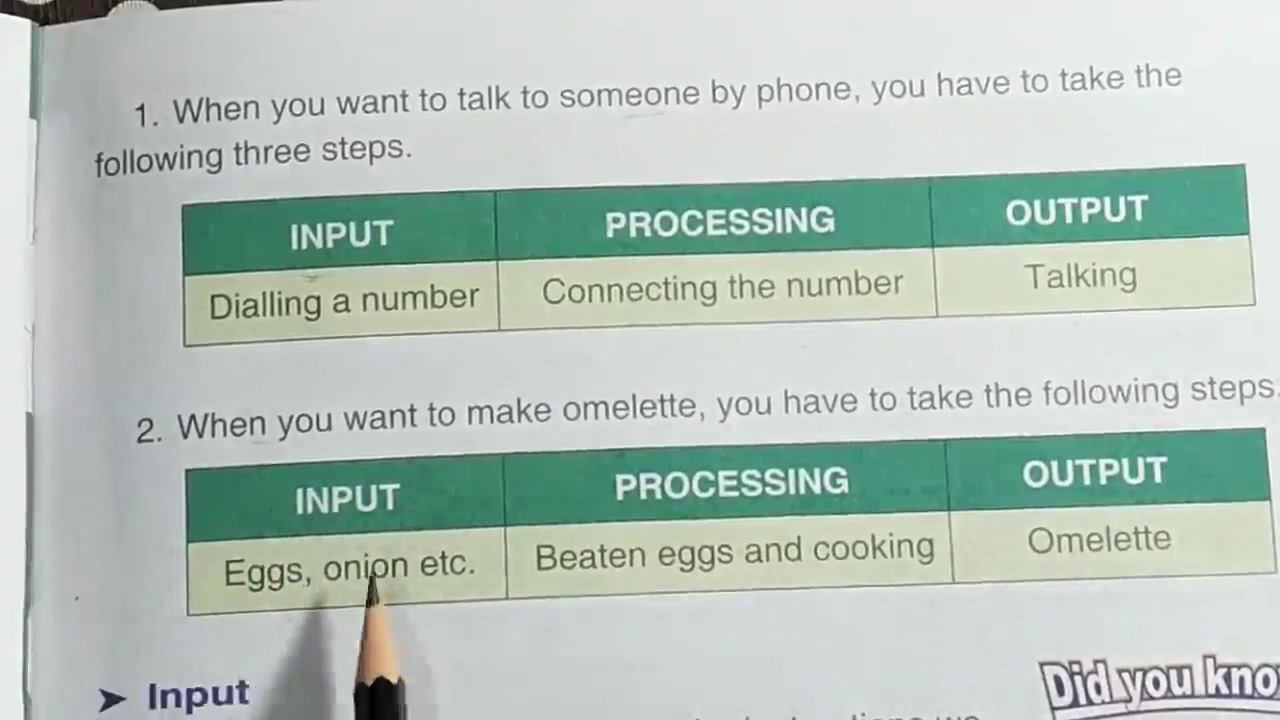 1. When you want to talk to someone by phone, you have to take the
following three steps.
INPUT PROCESSING OUTPUT
Dialling a number Connecting the number Talking
2. When you want to make omelette, you have to take the following steps.
INPUT PROCESSING OUTPUT
Eggs, onion etc. Beaten eggs and cooking Omelette
➤ Input
Did you